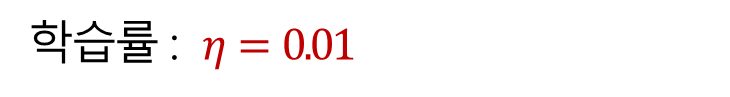 학습률 : η = 0.01